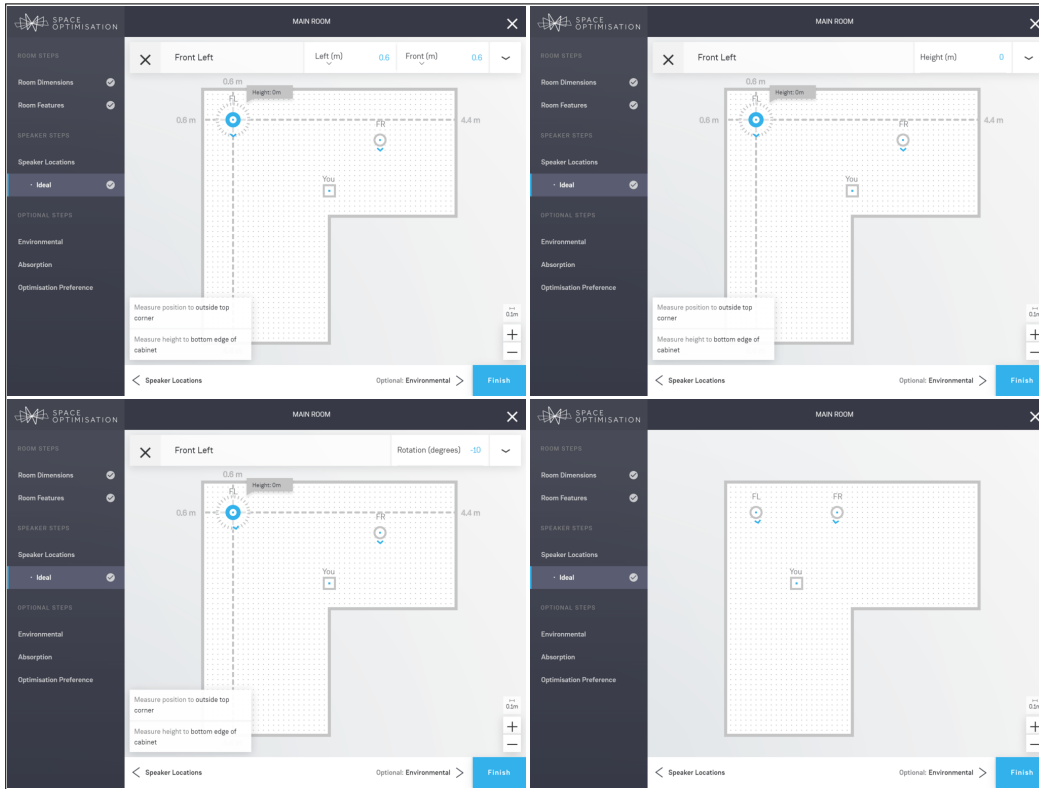 SPACE
OPTIMISATION
MAIN ROOM
ROOM STEPS
Room Dimensions
Room Features
SPEAKER STEPS
Speaker Locations
· Ideal
OPTIONAL STEPS
Environmental
Absorption
Optimisation Preference
Front Left
Left (m) 0.6 Front (m) 0.6
0.6 m
Height: 0m
FL
0.6 m
4.4 m
FR
You
Measure position to outside top
corner
Measure height to bottom edge of
cabinet
0.1m
Speaker Locations
Optional: Environmental
Finish
SPACE
OPTIMISATION
MAIN ROOM
ROOM STEPS
Room Dimensions
Room Features
SPEAKER STEPS
Speaker Locations
· Ideal
OPTIONAL STEPS
Environmental
Absorption
Optimisation Preference
Front Left
Height (m) 0
0.6 m
Height: 0m
FL
0.6 m
4.4 m
FR
You
Measure position to outside top
corner
Measure height to bottom edge of
cabinet
0.1m
Speaker Locations
Optional: Environmental
Finish
SPACE
OPTIMISATION
MAIN ROOM
ROOM STEPS
Room Dimensions
Room Features
SPEAKER STEPS
Speaker Locations
· Ideal
OPTIONAL STEPS
Environmental
Absorption
Optimisation Preference
Front Left
Rotation (degrees) -10
0.6 m
Height: 0m
FL
0.6 m
4.4 m
FR
You
Measure position to outside top
corner
Measure height to bottom edge of
cabinet
0.1m
Speaker Locations
Optional: Environmental
Finish
SPACE
OPTIMISATION
MAIN ROOM
ROOM STEPS
Room Dimensions
Room Features
SPEAKER STEPS
Speaker Locations
· Ideal
OPTIONAL STEPS
Environmental
Absorption
Optimisation Preference
FL
FR
You
0.1m
Speaker Locations
Optional: Environmental
Finish